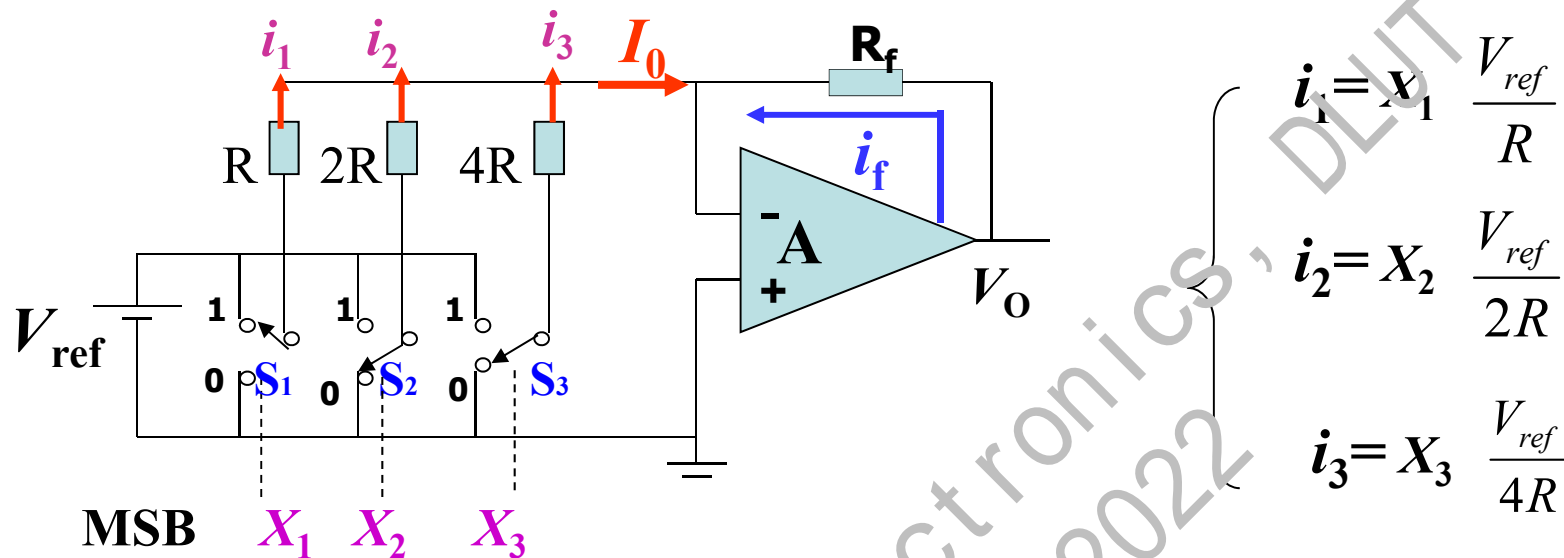 i1 i2 i3 I0 Rf
R 2R 4R if
- A
+
VO
Vref
1 1 1
0 S1 0 S2 0 S3
MSB X1 X2 X3
i1= X1 Vref/R
i2= X2 Vref/2R
i3= X3 Vref/4R
ctronics, DLUT
2022